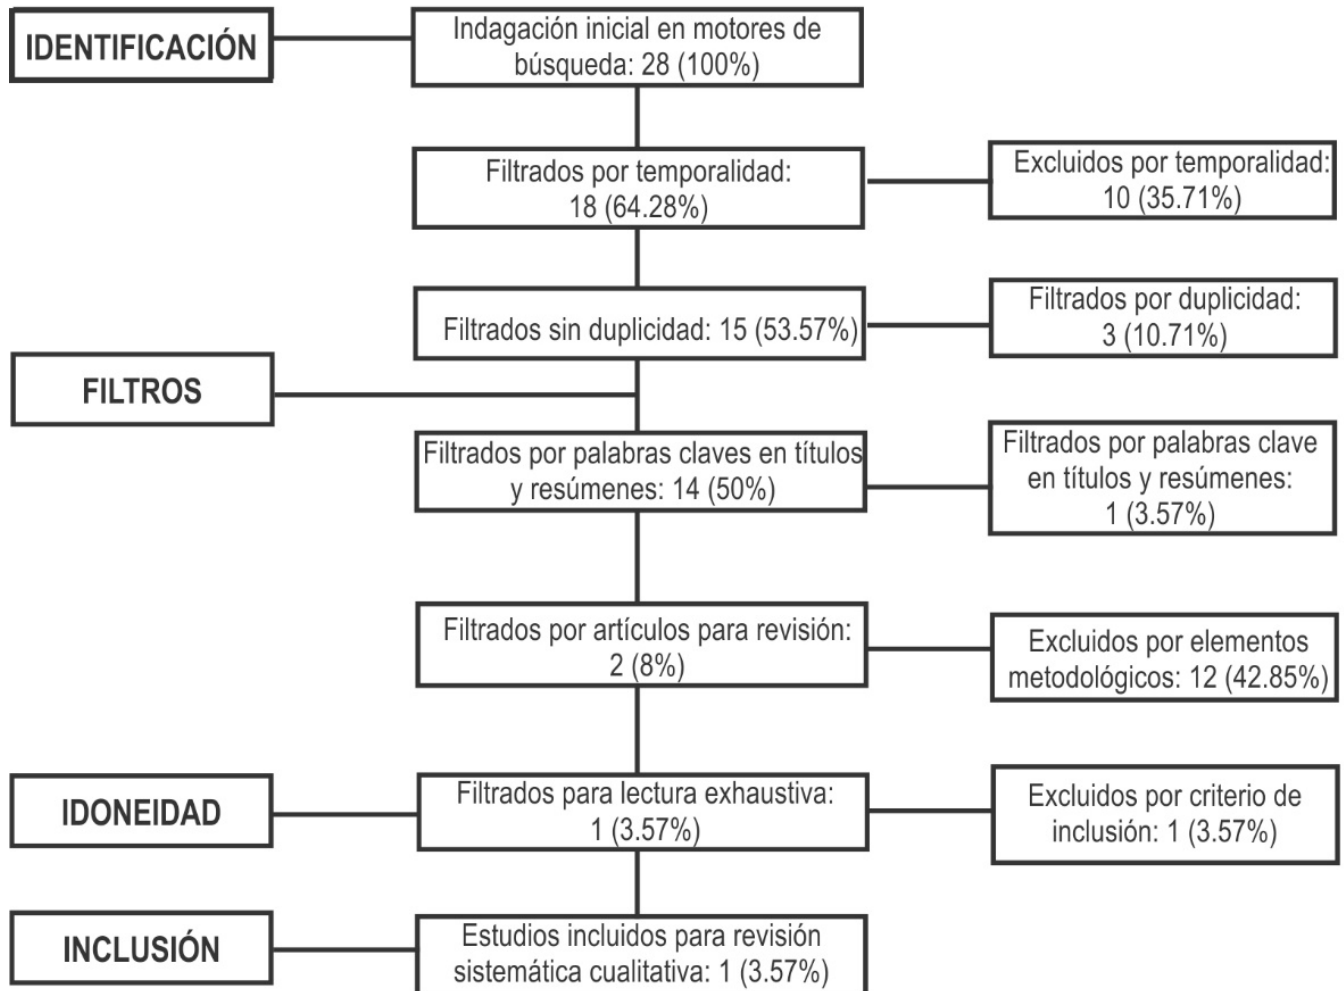 IDENTIFICACIÓN
Indagación inicial en motores de
búsqueda: 28 (100%)
Filtrados por temporalidad:
18 (64.28%)
Excluidos por temporalidad:
10 (35.71%)
Filtrados sin duplicidad: 15 (53.57%)
Filtrados por duplicidad:
3 (10.71%)
FILTROS
Filtrados por palabras claves en títulos
y resúmenes: 14 (50%)
Filtrados por palabras clave
en títulos y resúmenes:
1 (3.57%)
Filtrados por artículos para revisión:
2 (8%)
Excluidos por elementos
metodológicos: 12 (42.85%)
IDONEIDAD
Filtrados para lectura exhaustiva:
1 (3.57%)
Excluidos por criterio de
inclusión: 1 (3.57%)
INCLUSIÓN
Estudios incluidos para revisión
sistemática cualitativa: 1 (3.57%)